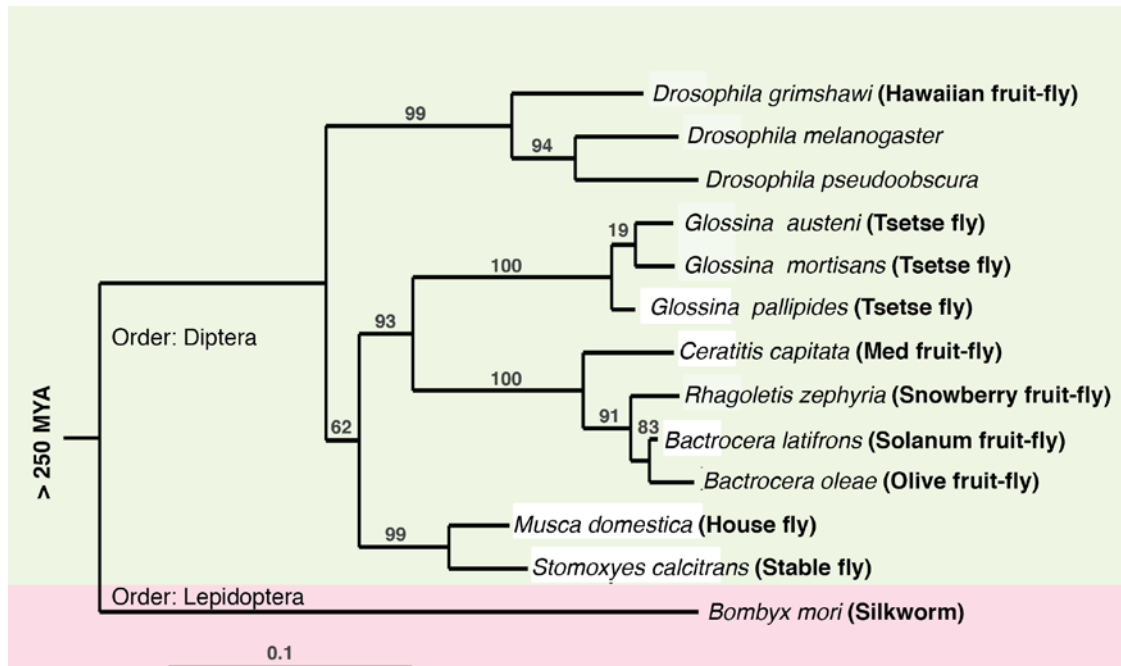 Drosophila grimshawi (Hawaiian fruit-fly)
99
Drosophila melanogaster
94
Drosophila pseudoobscura
Glossina austeni (Tsetse fly)
19
Glossina mortisans (Tsetse fly)
100
Glossina pallipides (Tsetse fly)
93
Order: Diptera
Ceratitis capitata (Med fruit-fly)
100
Rhagoletis zephyria (Snowberry fruit-fly)
91
83
62
Bactrocera latifrons (Solanum fruit-fly)
> 250 MYA
Bactrocera oleae (Olive fruit-fly)
Musca domestica (House fly)
99
Stomoxyes calcitrans (Stable fly)
Order: Lepidoptera
Bombyx mori (Silkworm)
0.1